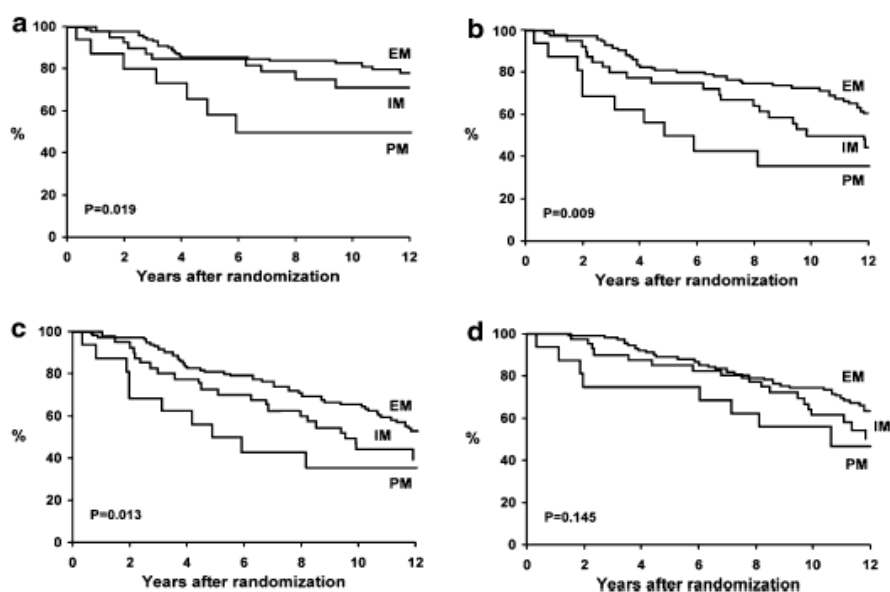 a
100
80
60
40
20
0
%
EM
IM
PM
P=0.019
0 2 4 6 8 10 12
Years after randomization
b
100
80
60
40
20
0
%
EM
IM
PM
P=0.009
0 2 4 6 8 10 12
Years after randomization
c
100
80
60
40
20
0
%
EM
IM
PM
P=0.013
0 2 4 6 8 10 12
Years after randomization
d
100
80
60
40
20
0
%
EM
IM
PM
P=0.145
0 2 4 6 8 10 12
Years after randomization